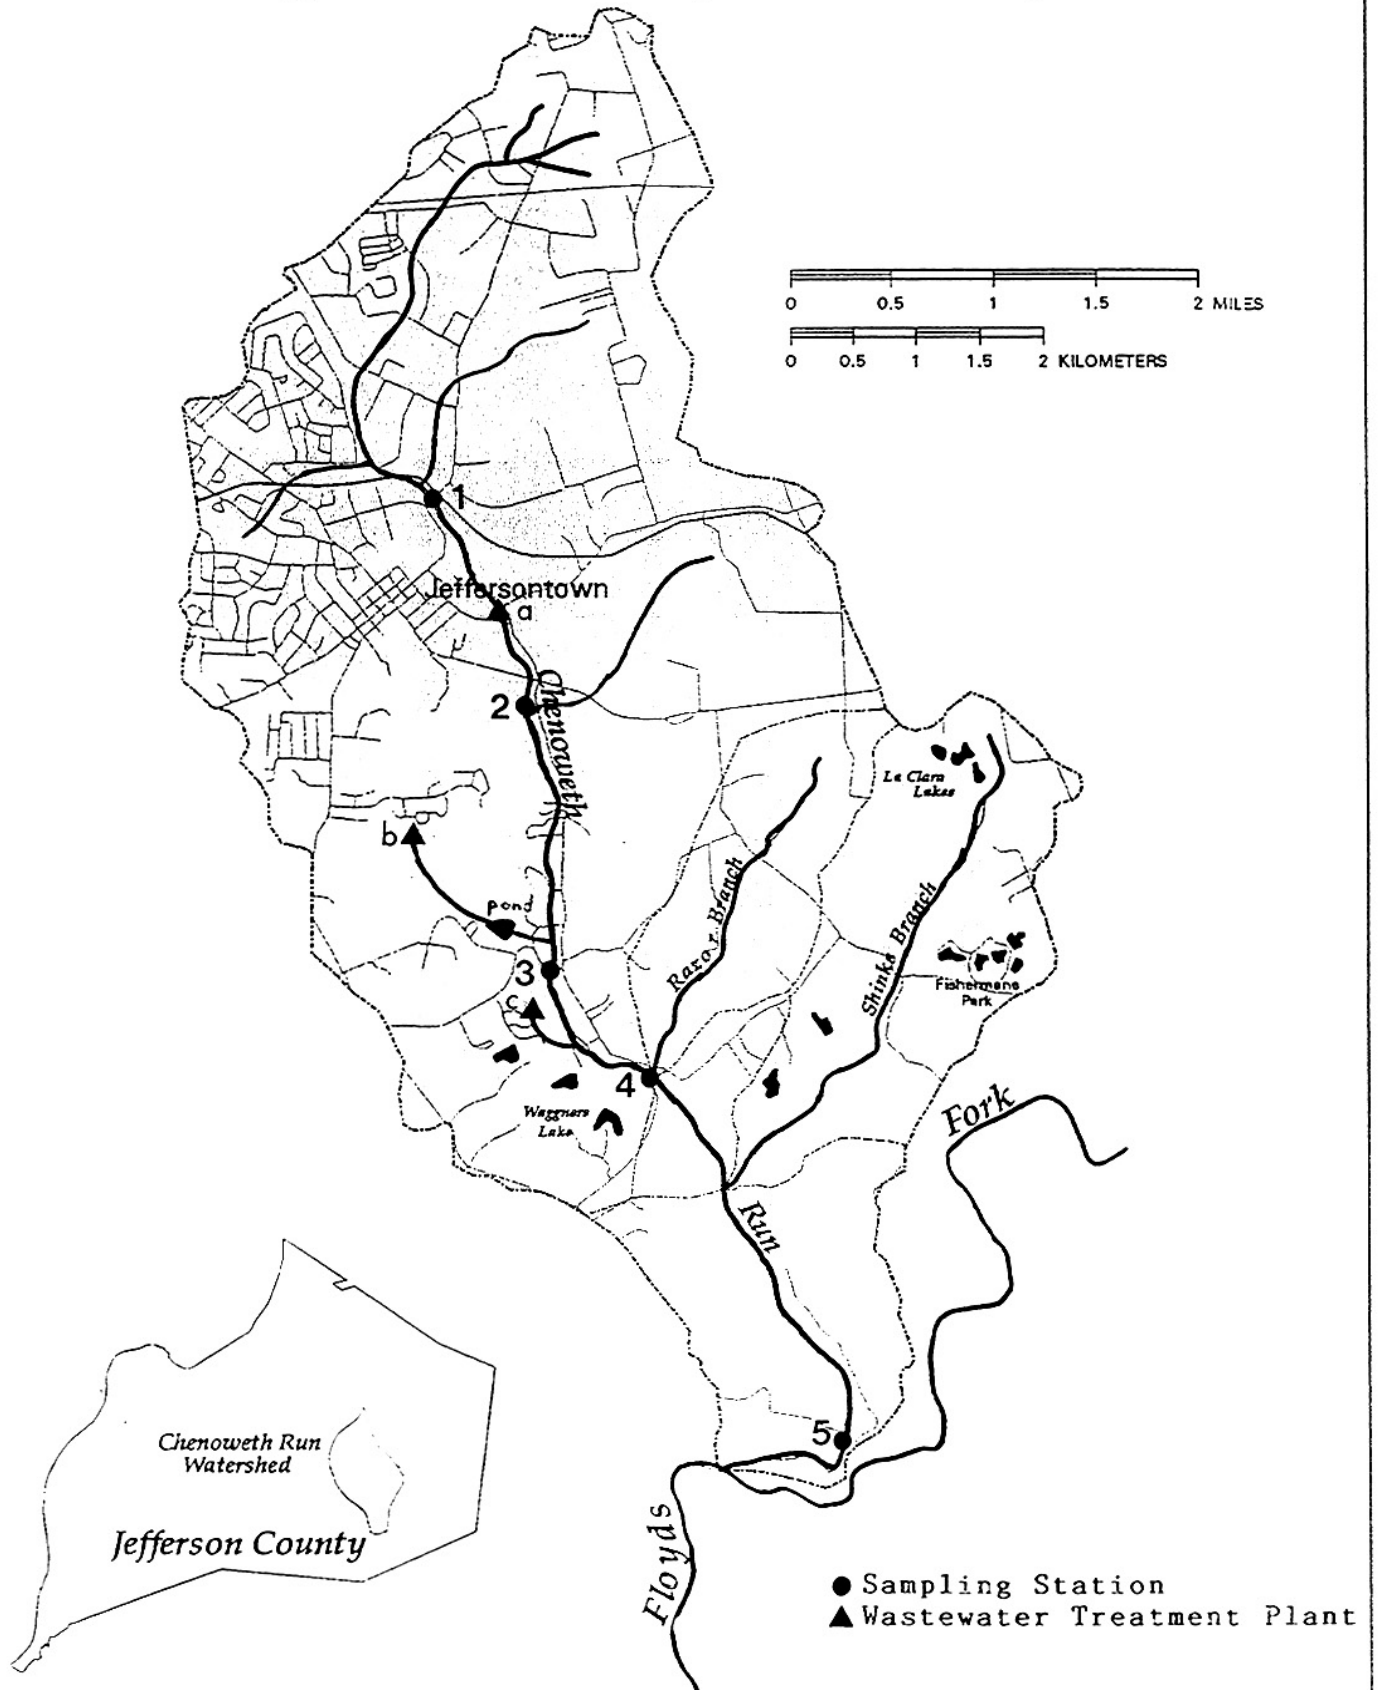 0 0.5 1 1.5 2 MILES
0 0.5 1 1.5 2 KILOMETERS
1
Jeffersontown
a
2
Chenoweth
La Clara
Lakes
b
pond
Razor Branch
Shinks Branch
3
Fishermans
Park
c
4
Waggners
Lake
Fork
Run
5
Chenoweth Run
Watershed
Jefferson County
Floyds
Sampling Station
Wastewater Treatment Plant